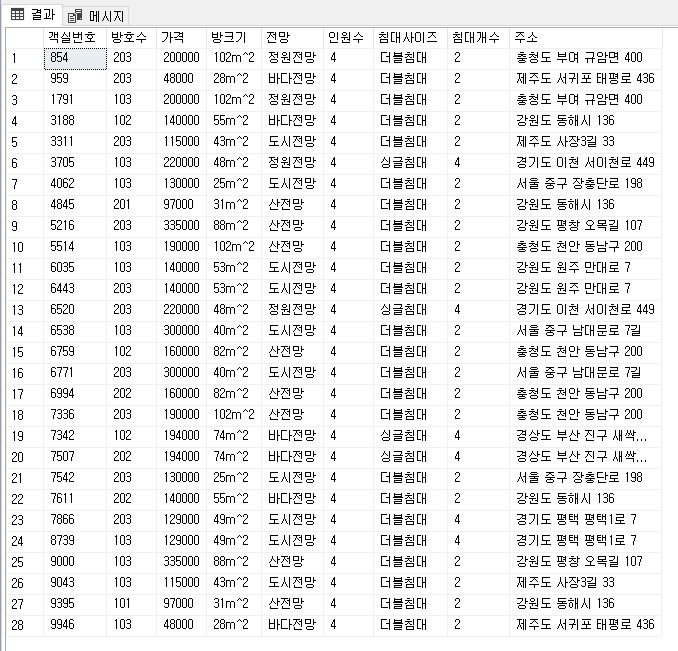 결과 메시지
객실번호 방호수 가격 방크기 전망 인원수 침대사이즈 침대개수 주소
1 854 203 200000 102m^2 정원전망 4 더블침대 2 충청도 부여 규암면 400
2 959 203 48000 28m^2 바다전망 4 더블침대 2 제주도 서귀포 태평로 436
3 1791 103 200000 102m^2 정원전망 4 더블침대 2 충청도 부여 규암면 400
4 3188 102 140000 55m^2 바다전망 4 더블침대 2 강원도 동해시 136
5 3311 203 115000 43m^2 도시전망 4 더블침대 2 제주도 사장3길 33
6 3705 103 220000 48m^2 정원전망 4 싱글침대 4 경기도 이천 서이천로 449
7 4062 103 130000 25m^2 도시전망 4 더블침대 2 서울 중구 장충단로 198
8 4845 201 97000 31m^2 산전망 4 더블침대 2 강원도 동해시 136
9 5216 203 335000 88m^2 산전망 4 더블침대 2 강원도 평창 오목길 107
10 5514 103 190000 102m^2 산전망 4 더블침대 2 충청도 천안 동남구 200
11 6035 103 140000 53m^2 도시전망 4 더블침대 2 강원도 원주 만대로 7
12 6443 203 140000 53m^2 도시전망 4 더블침대 2 강원도 원주 만대로 7
13 6520 203 220000 48m^2 정원전망 4 싱글침대 4 경기도 이천 서이천로 449
14 6538 103 300000 40m^2 도시전망 4 더블침대 2 서울 중구 남대문로 7길
15 6759 102 160000 82m^2 산전망 4 더블침대 2 충청도 천안 동남구 200
16 6771 203 300000 40m^2 도시전망 4 더블침대 2 서울 중구 남대문로 7길
17 6994 202 160000 82m^2 산전망 4 더블침대 2 충청도 천안 동남구 200
18 7336 203 190000 102m^2 산전망 4 더블침대 2 충청도 천안 동남구 200
19 7342 102 194000 74m^2 바다전망 4 싱글침대 4 경상도 부산 진구 새싹...
20 7507 202 194000 74m^2 바다전망 4 싱글침대 4 경상도 부산 진구 새싹...
21 7542 203 130000 25m^2 도시전망 4 더블침대 2 서울 중구 장충단로 198
22 7611 202 140000 55m^2 바다전망 4 더블침대 2 강원도 동해시 136
23 7866 203 129000 49m^2 도시전망 4 더블침대 4 경기도 평택 평택1로 7
24 8739 103 129000 49m^2 도시전망 4 더블침대 4 경기도 평택 평택1로 7
25 9000 103 335000 88m^2 산전망 4 더블침대 2 강원도 평창 오목길 107
26 9043 103 115000 43m^2 도시전망 4 더블침대 2 제주도 사장3길 33
27 9395 101 97000 31m^2 산전망 4 더블침대 2 강원도 동해시 136
28 9946 103 48000 28m^2 바다전망 4 더블침대 2 제주도 서귀포 태평로 436